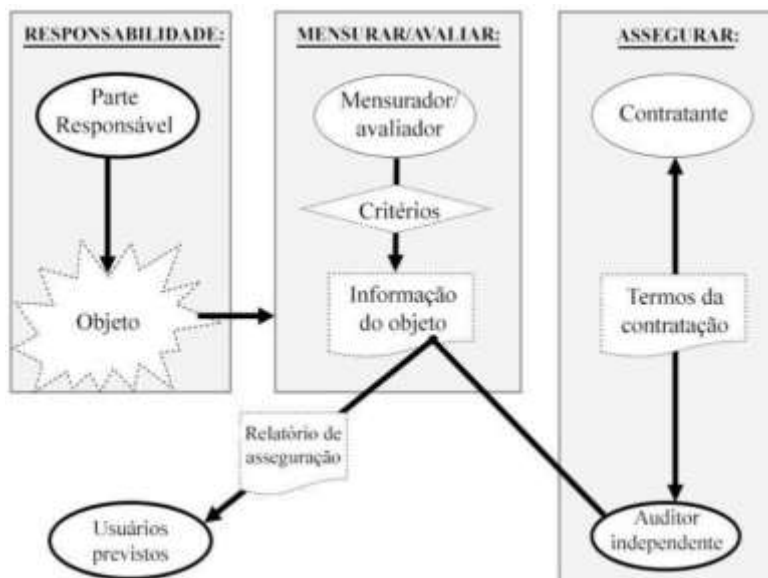 RESPONSABILIDADE:
Parte
Responsável
Objeto
MENSURAR/AVALIAR:
Mensurador/
avaliador
Critérios
Informação
do objeto
ASSEGURAR:
Contratante
Termos da
contratação
Relatório de
asseguração
Usuários
previstos
Auditor
independente